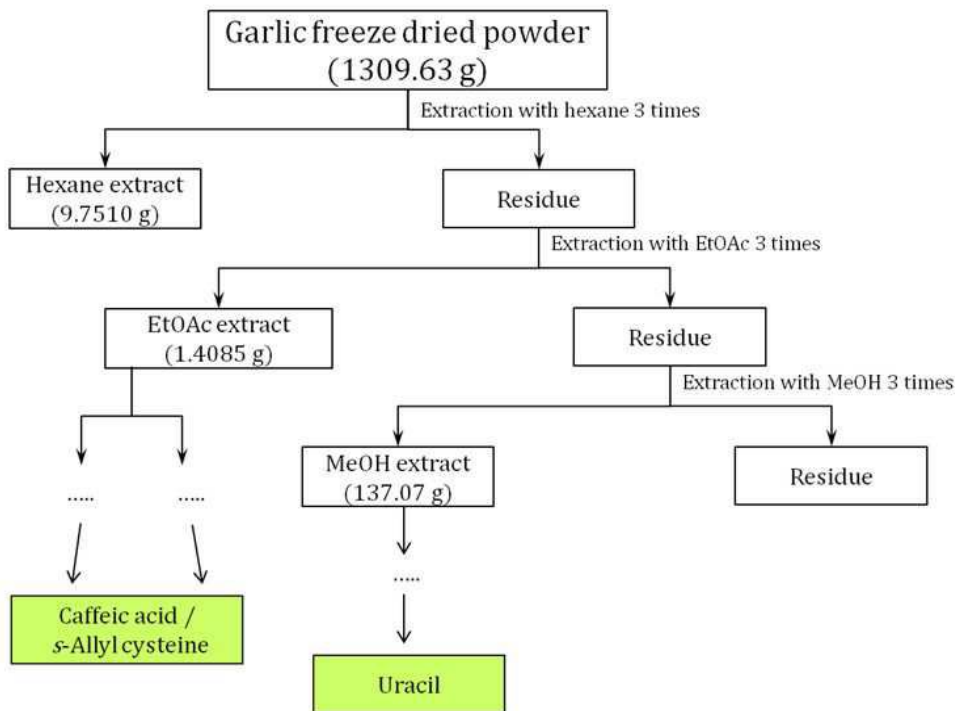 Garlic freeze dried powder
(1309.63 g)
Extraction with hexane 3 times
Hexane extract
(9.7510 g)
Residue
Extraction with EtOAc 3 times
EtOAc extract
(1.4085 g)
Residue
Extraction with MeOH 3 times
MeOH extract
(137.07 g)
Residue
.....
.....
.....
Caffeic acid /
s-Allyl cysteine
Uracil